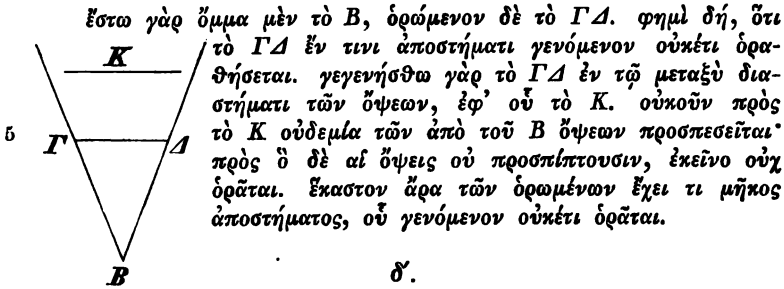 ἔστω γὰρ ὄμμα μὲν τὸ Β, ὁρώμενον δὲ τὸ ΓΔ. φημὶ δή, ὅτι
τὸ ΓΔ ἔν τινι ἀποστήματι γενόμενον οὐκέτι ὁρα-
θήσεται. γεγενήσθω γὰρ τὸ ΓΔ ἐν τῷ μεταξὺ δια-
στήματι τῶν ὄψεων, ἐφ' οὗ τὸ Κ. οὐκοῦν πρὸς
τὸ Κ οὐδεμία τῶν ἀπὸ τοῦ Β ὄψεων προσπεσεῖται·
πρὸς ὃ δὲ αἱ ὄψεις οὐ προσπίπτουσιν, ἐκεῖνο οὐχ
ὁρᾶται. ἕκαστον ἄρα τῶν ὁρωμένων ἔχει τι μῆκος
ἀποστήματος, οὗ γενόμενον οὐκέτι ὁρᾶται.
Κ
5
Γ
Δ
Β
δ'.